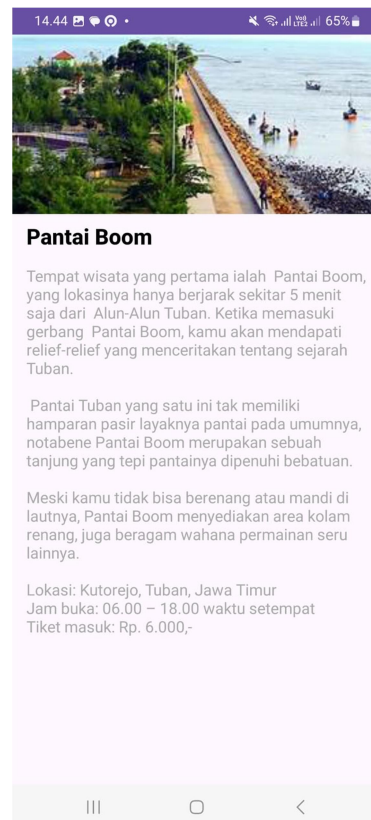 14.44
Vo))
LTE2
65%
Pantai Boom
Tempat wisata yang pertama ialah  Pantai Boom,
yang lokasinya hanya berjarak sekitar 5 menit
saja dari  Alun-Alun Tuban. Ketika memasuki
gerbang  Pantai Boom, kamu akan mendapati
relief-relief yang menceritakan tentang sejarah
Tuban.
Pantai Tuban yang satu ini tak memiliki
hamparan pasir layaknya pantai pada umumnya,
notabene Pantai Boom merupakan sebuah
tanjung yang tepi pantainya dipenuhi bebatuan.
Meski kamu tidak bisa berenang atau mandi di
lautnya, Pantai Boom menyediakan area kolam
renang, juga beragam wahana permainan seru
lainnya.
Lokasi: Kutorejo, Tuban, Jawa Timur
Jam buka: 06.00 – 18.00 waktu setempat
Tiket masuk: Rp. 6.000,-